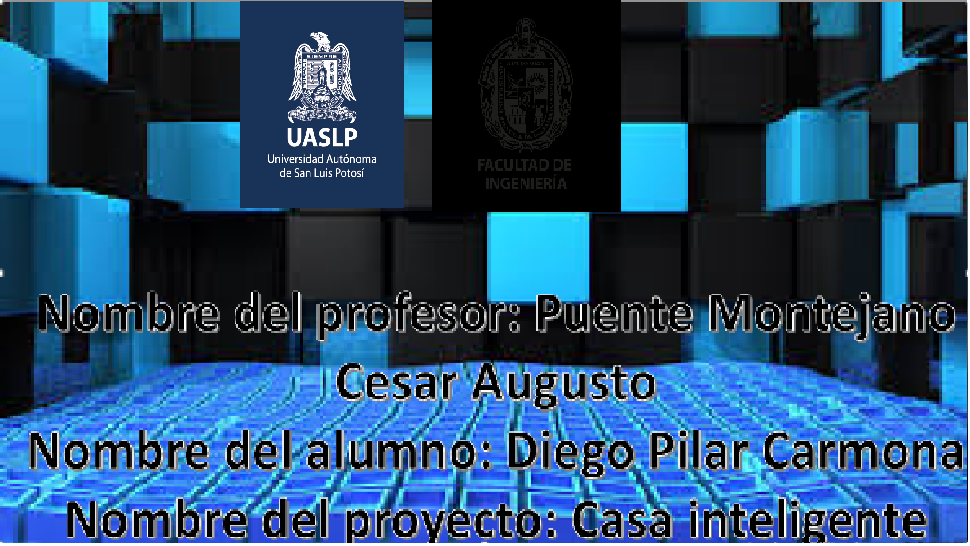 SIEMPRE
UASLP
Universidad Autónoma
de San Luis Potosí
FACULTAD DE
INGENIERÍA
Nombre del profesor: Puente Montejano
Cesar Augusto
Nombre del alumno: Diego Pilar Carmona
Nombre del proyecto: Casa inteligente